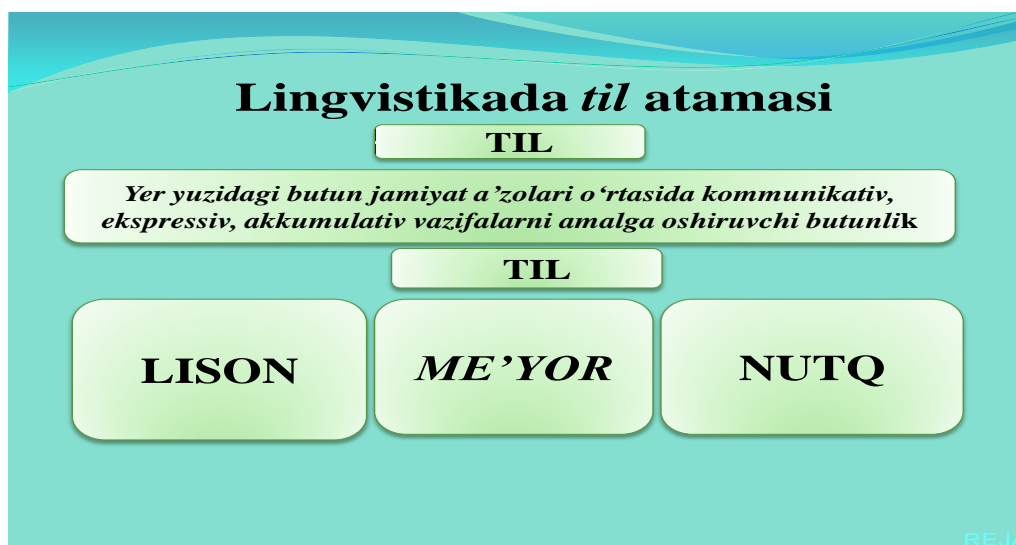 Lingvistikada til atamasi
TIL
Yer yuzidagi butun jamiyat a’zolari o‘rtasida kommunikativ,
ekspressiv, akkumulativ vazifalarni amalga oshiruvchi butunlik
TIL
LISON
ME’YOR
NUTQ
REJA